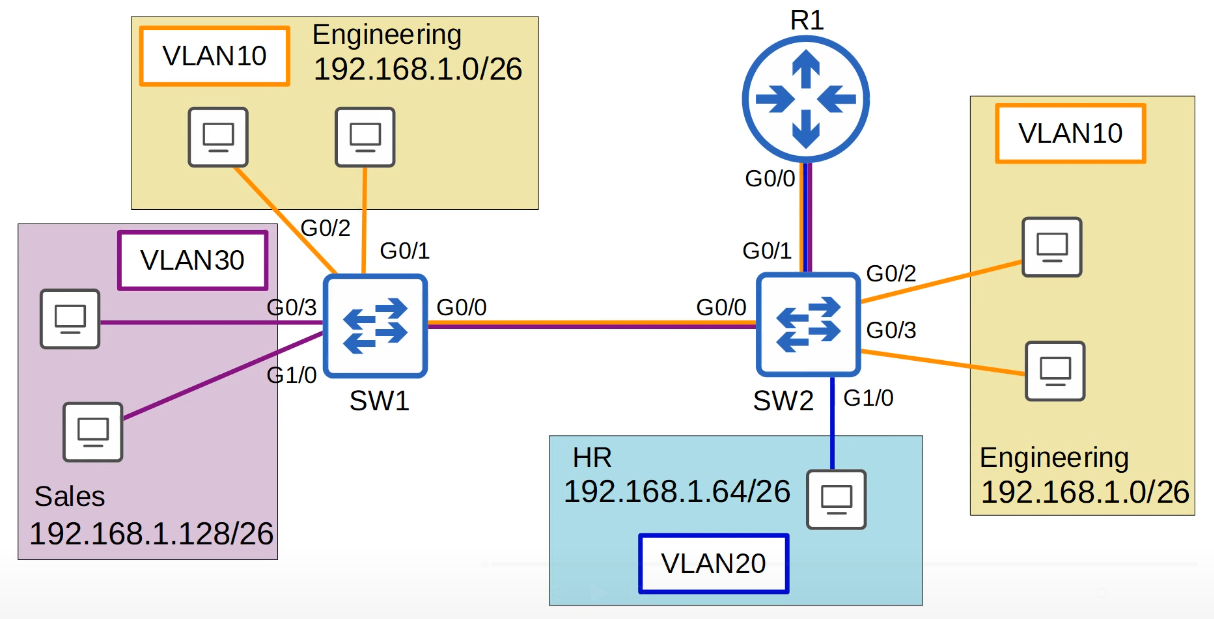 VLAN10
Engineering
192.168.1.0/26
R1
VLAN10
G0/0
G0/2
G0/1
G0/1
VLAN30
G0/3
G0/0
G0/0
G0/2
G0/3
G1/0
SW1
SW2
G1/0
Sales
192.168.1.128/26
HR
192.168.1.64/26
VLAN20
Engineering
192.168.1.0/26